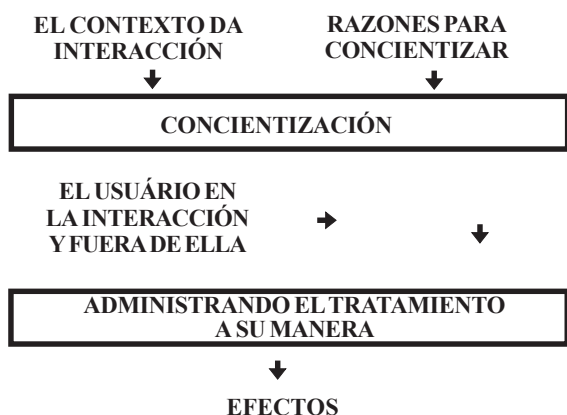 EL CONTEXTO DA
INTERACCIÓN
RAZONES PARA
CONCIENTIZAR
CONCIENTIZACIÓN
EL USUÁRIO EN
LA INTERACCIÓN
Y FUERA DE ELLA
ADMINISTRANDO EL TRATAMIENTO
A SU MANERA
EFECTOS